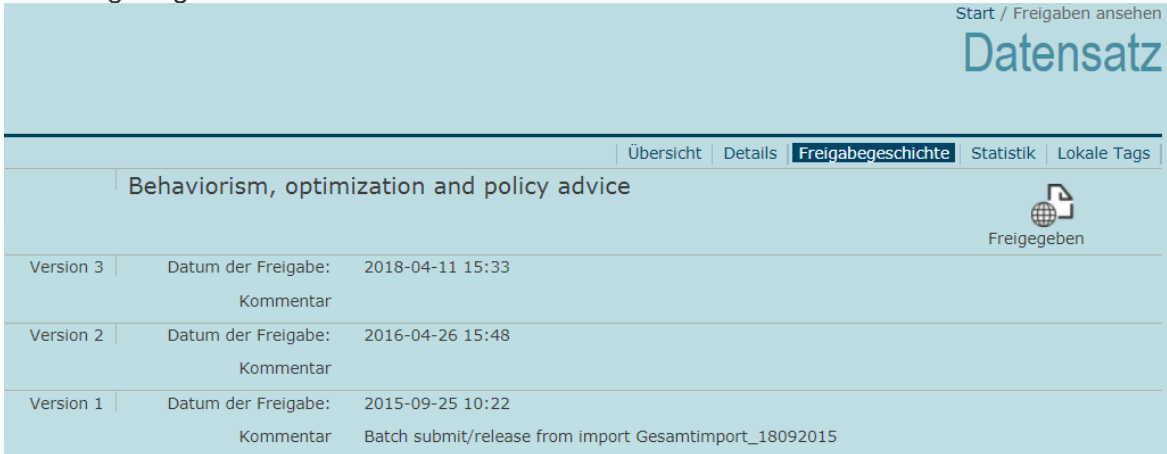 Start / Freigaben ansehen
Datensatz
Übersicht Details Freigabegeschichte Statistik Lokale Tags
Behaviorism, optimization and policy advice
Freigegeben
Version 3 Datum der Freigabe: 2018-04-11 15:33
Kommentar
Version 2 Datum der Freigabe: 2016-04-26 15:48
Kommentar
Version 1 Datum der Freigabe: 2015-09-25 10:22
Kommentar Batch submit/release from import Gesamtimport_18092015